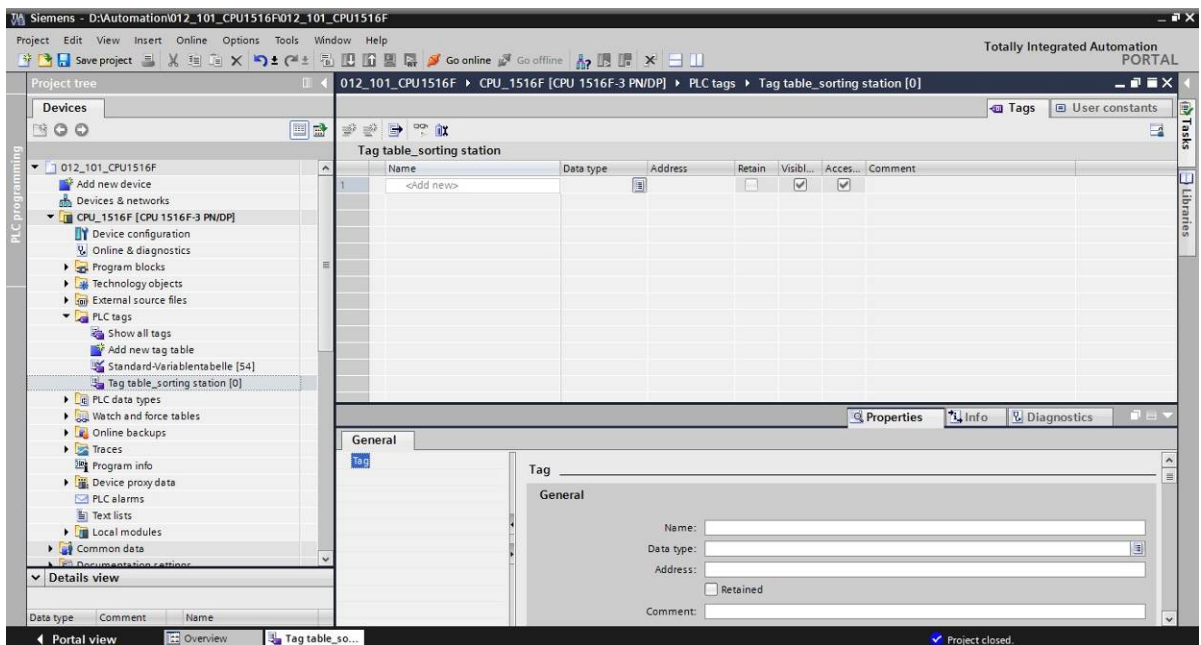 Siemens - D:\Automation\012_101_CPU1516F\012_101_CPU1516F
Project Edit View Insert Online Options Tools Window Help
Totally Integrated Automation
PORTAL
Save project
Go online
Go offline
Project tree
012_101_CPU1516F ▸ CPU_1516F [CPU 1516F-3 PN/DP] ▸ PLC tags ▸ Tag table_sorting station [0]
Devices
Tags
User constants
Tag table_sorting station
Name Data type Address Retain Visibl... Acces... Comment
1 <Add new>
012_101_CPU1516F
Add new device
Devices & networks
CPU_1516F [CPU 1516F-3 PN/DP]
Device configuration
Online & diagnostics
Program blocks
Technology objects
External source files
PLC tags
Show all tags
Add new tag table
Standard-Variablentabelle [54]
Tag table_sorting station [0]
PLC data types
Watch and force tables
Online backups
Traces
Program info
Device proxy data
PLC alarms
Text lists
Local modules
Common data
Documentation settings
Details view
Data type Comment Name
PLC programming
Tasks
Libraries
Properties
Info
Diagnostics
General
Tag
Tag
General
Name:
Data type:
Address:
Retained
Comment:
Portal view
Overview
Tag table_so...
Project closed.